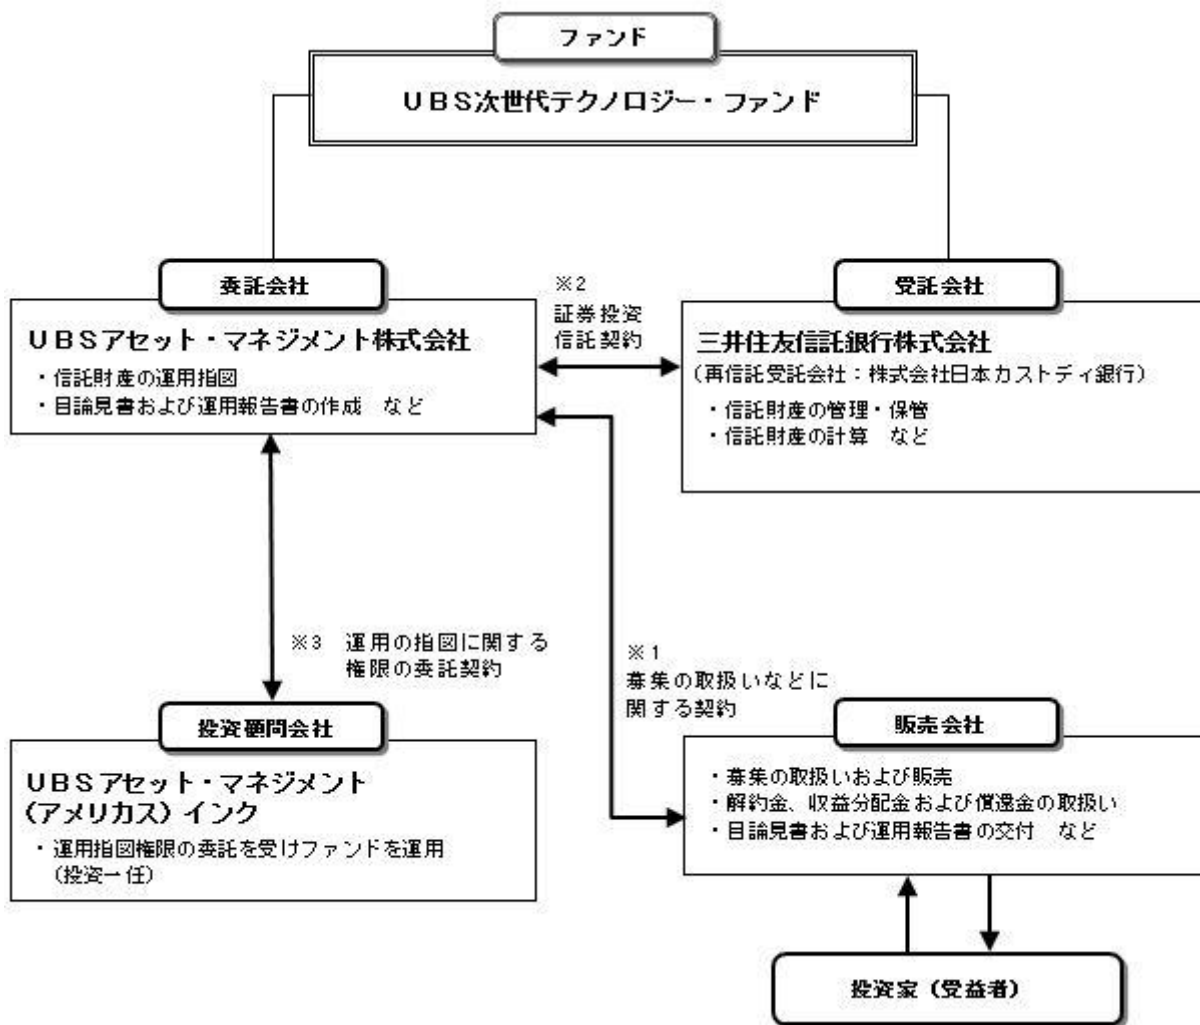 ファンド
UBS次世代テクノロジー・ファンド
委託会社
UBSアセット・マネジメント株式会社
・信託財産の運用指図
・目論見書および運用報告書の作成 など
※2
証券投資
信託契約
受託会社
三井住友信託銀行株式会社
(再信託受託会社:株式会社日本カストディ銀行)
・信託財産の管理・保管
・信託財産の計算 など
※3 運用の指図に関する
権限の委託契約
※1
募集の取扱いなどに
関する契約
投資顧問会社
UBSアセット・マネジメント
(アメリカス)インク
・運用指図権限の委託を受けファンドを運用
(投資一任)
販売会社
・募集の取扱いおよび販売
・解約金、収益分配金および償還金の取扱い
・目論見書および運用報告書の交付 など
投資家(受益者)